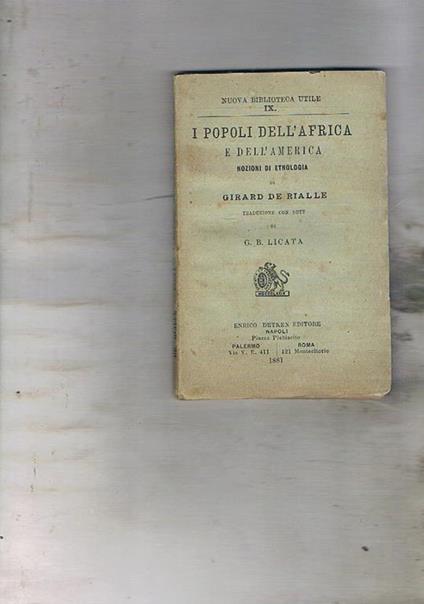 NUOVA BIBLIOTECA UTILE
IX.
I POPOLI DELL'AFRICA
E DELL'AMERICA
NOZIONI DI ETNOLOGIA
DI
GIRARD DE RIALLE
TRADUZIONE CON NOTE
DI
G. B. LICATA
ENRICO DETKEN EDITORE
NAPOLI
Piazza Plebiscito
PALERMO ROMA
Via V. E. 411 121 Montecitorio
1881